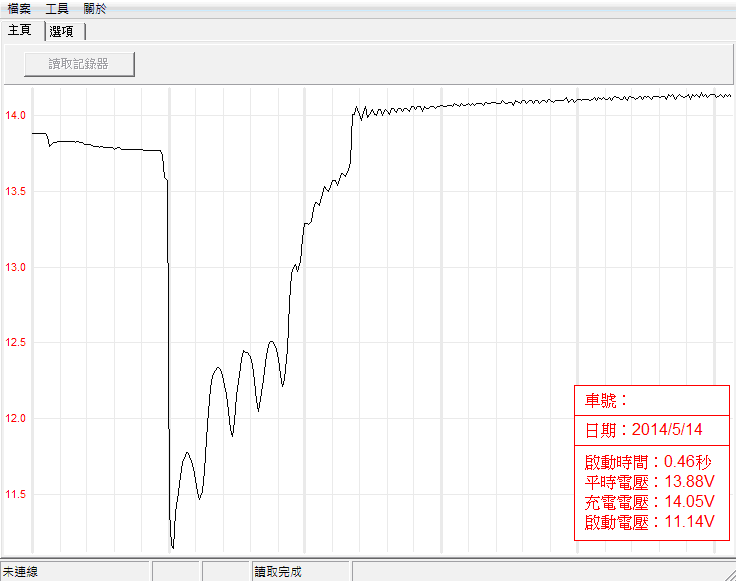 檔案 工具 關於
主頁 選項
讀取記錄器
14.0
13.5
13.0
12.5
12.0
11.5
車號：
日期：2014/5/14
啟動時間：0.46秒
平時電壓：13.88V
充電電壓：14.05V
啟動電壓：11.14V
未連線 讀取完成